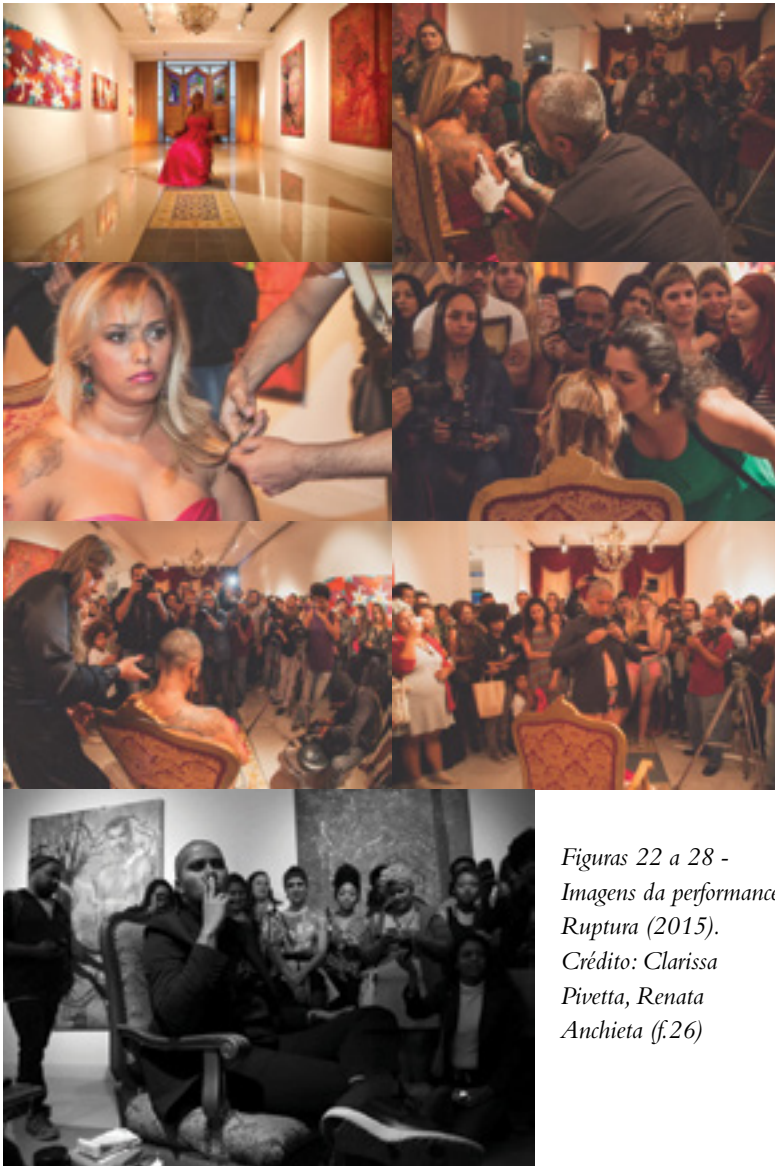 Figuras 22 a 28 -
Imagens da performance
Ruptura (2015).
Crédito: Clarissa
Pivetta, Renata
Anchieta (f.26)